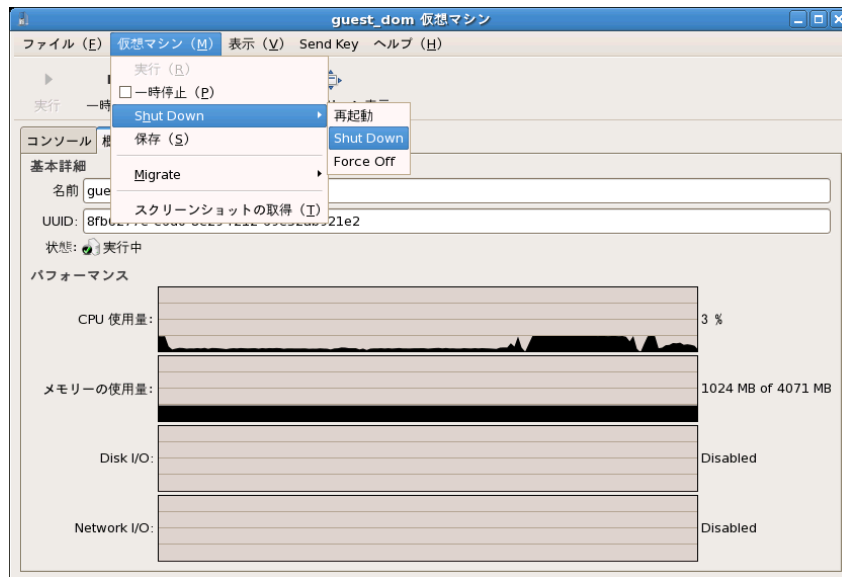 guest_dom 仮想マシン
ファイル (F) 仮想マシン (M) 表示 (V) Send Key ヘルプ (H)
実行 (R)
一時停止 (P)
実行 一時
Shut Down 再起動
保存 (S) Shut Down
Force Off
Migrate
スクリーンショットの取得 (T)
コンソール
基本詳細
名前 gue
UUID: 8fb 921e2
状態: 実行中
パフォーマンス
CPU 使用量: 3 %
メモリーの使用量: 1024 MB of 4071 MB
Disk I/O: Disabled
Network I/O: Disabled